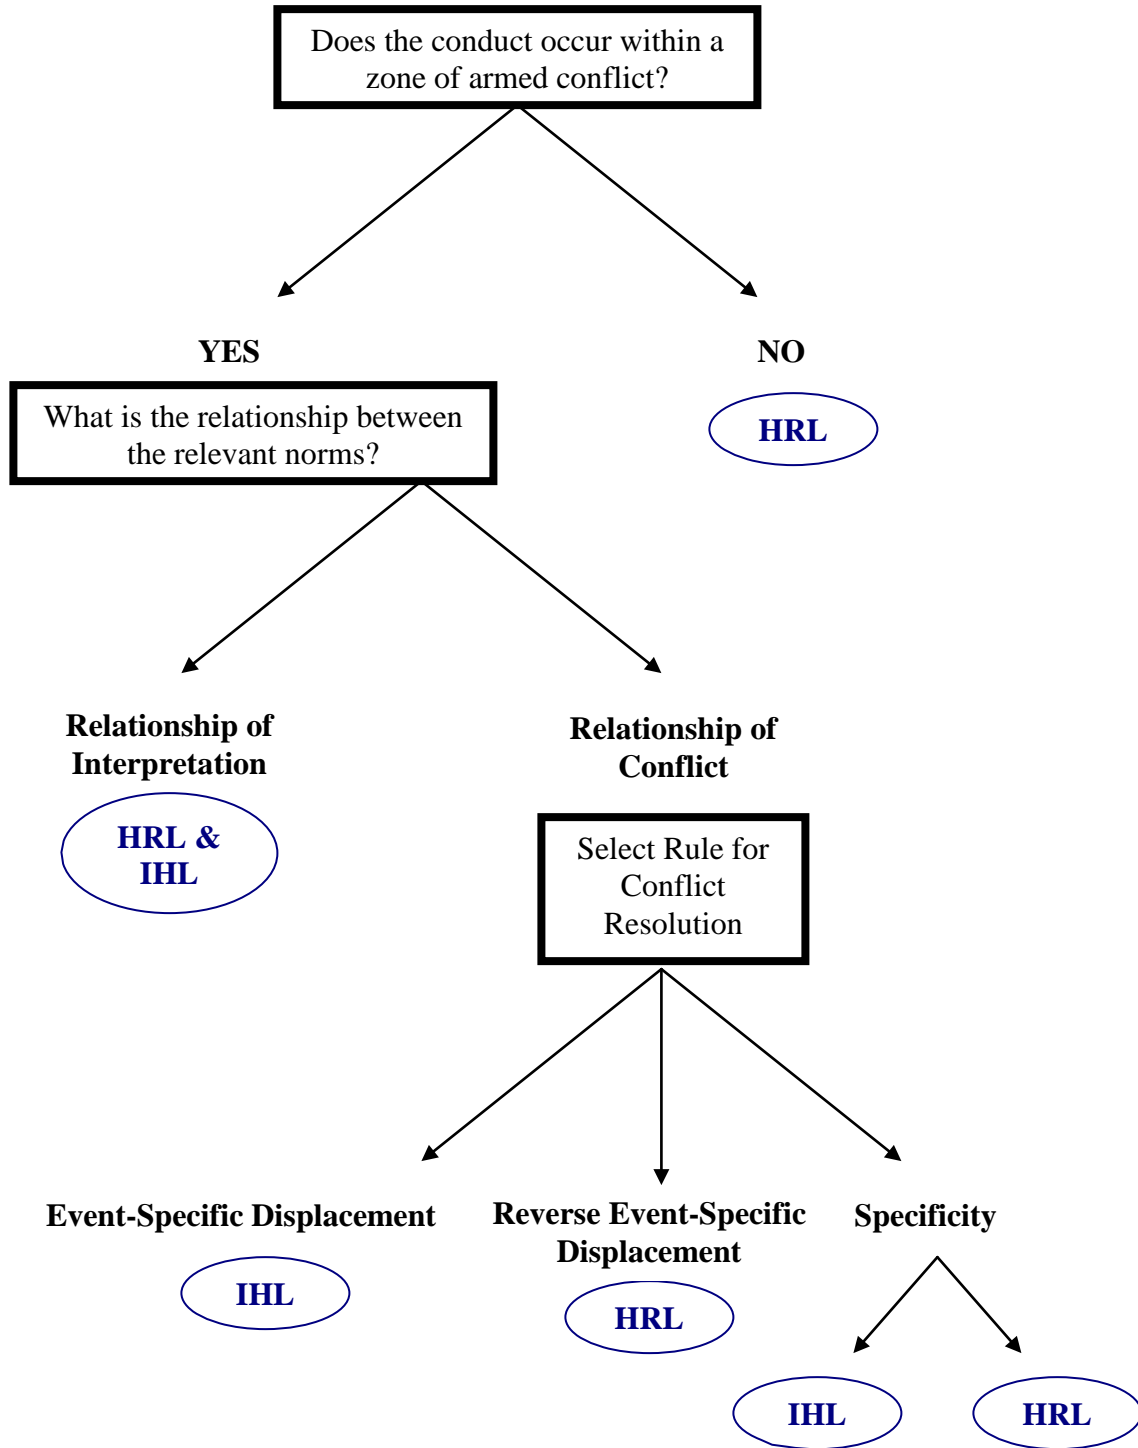 Does the conduct occur within a
zone of armed conflict?
YES
NO
What is the relationship between
the relevant norms?
HRL
Relationship of
Interpretation
HRL &
IHL
Relationship of
Conflict
Select Rule for
Conflict
Resolution
Event-Specific Displacement
IHL
Reverse Event-Specific
Displacement
HRL
Specificity
IHL
HRL